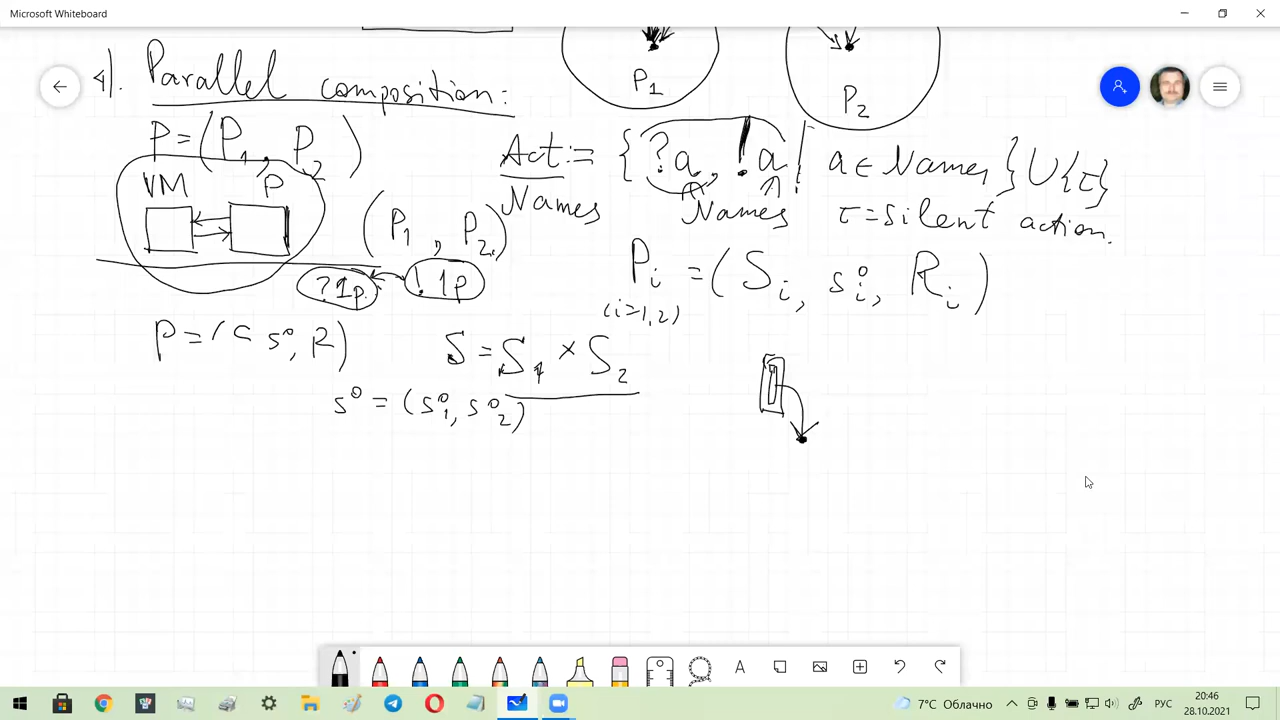 Microsoft Whiteboard
P1
P2
4). Parallel composition:
P = (P1, P2)
Act := { ?a, !a | a ∈ Names } ∪ {τ}
VM P
Names
Names τ = silent action.
(P1, P2)
?1p !1p
Pi = (Si, si⁰, Ri)
(i=1,2)
P = (S, s⁰, R)
S = S1 × S2
s⁰ = (s1⁰, s2⁰)
7°C Облачно
РУС
20:46
28.10.2021